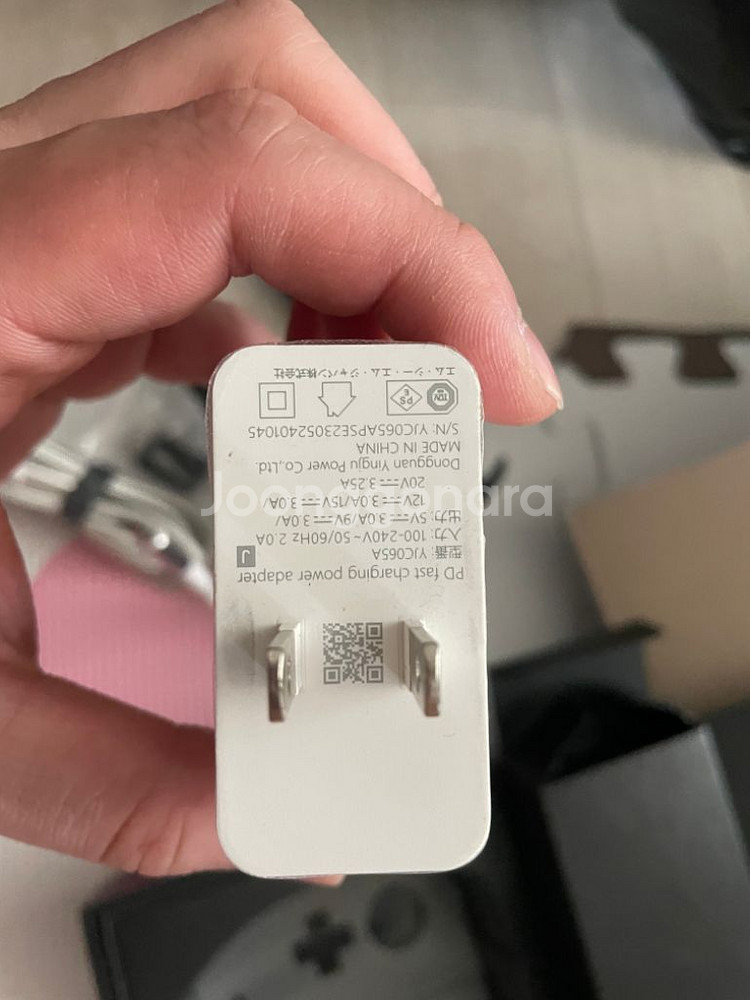 PD fast charging power adapter
型番: YJC065A J
入力: 100-240V~50/60Hz 2.0A
出力: 5V⎓3.0A/9V⎓3.0A/
12V⎓3.0A/15V⎓3.0A/
20V⎓3.25A
Dongguan Yingju Power Co.,Ltd.
MADE IN CHINA
S/N: YJC065APSE23052401045
TÜV PS E
エム・シー・エム・ジャパン株式会社
Joonggonara